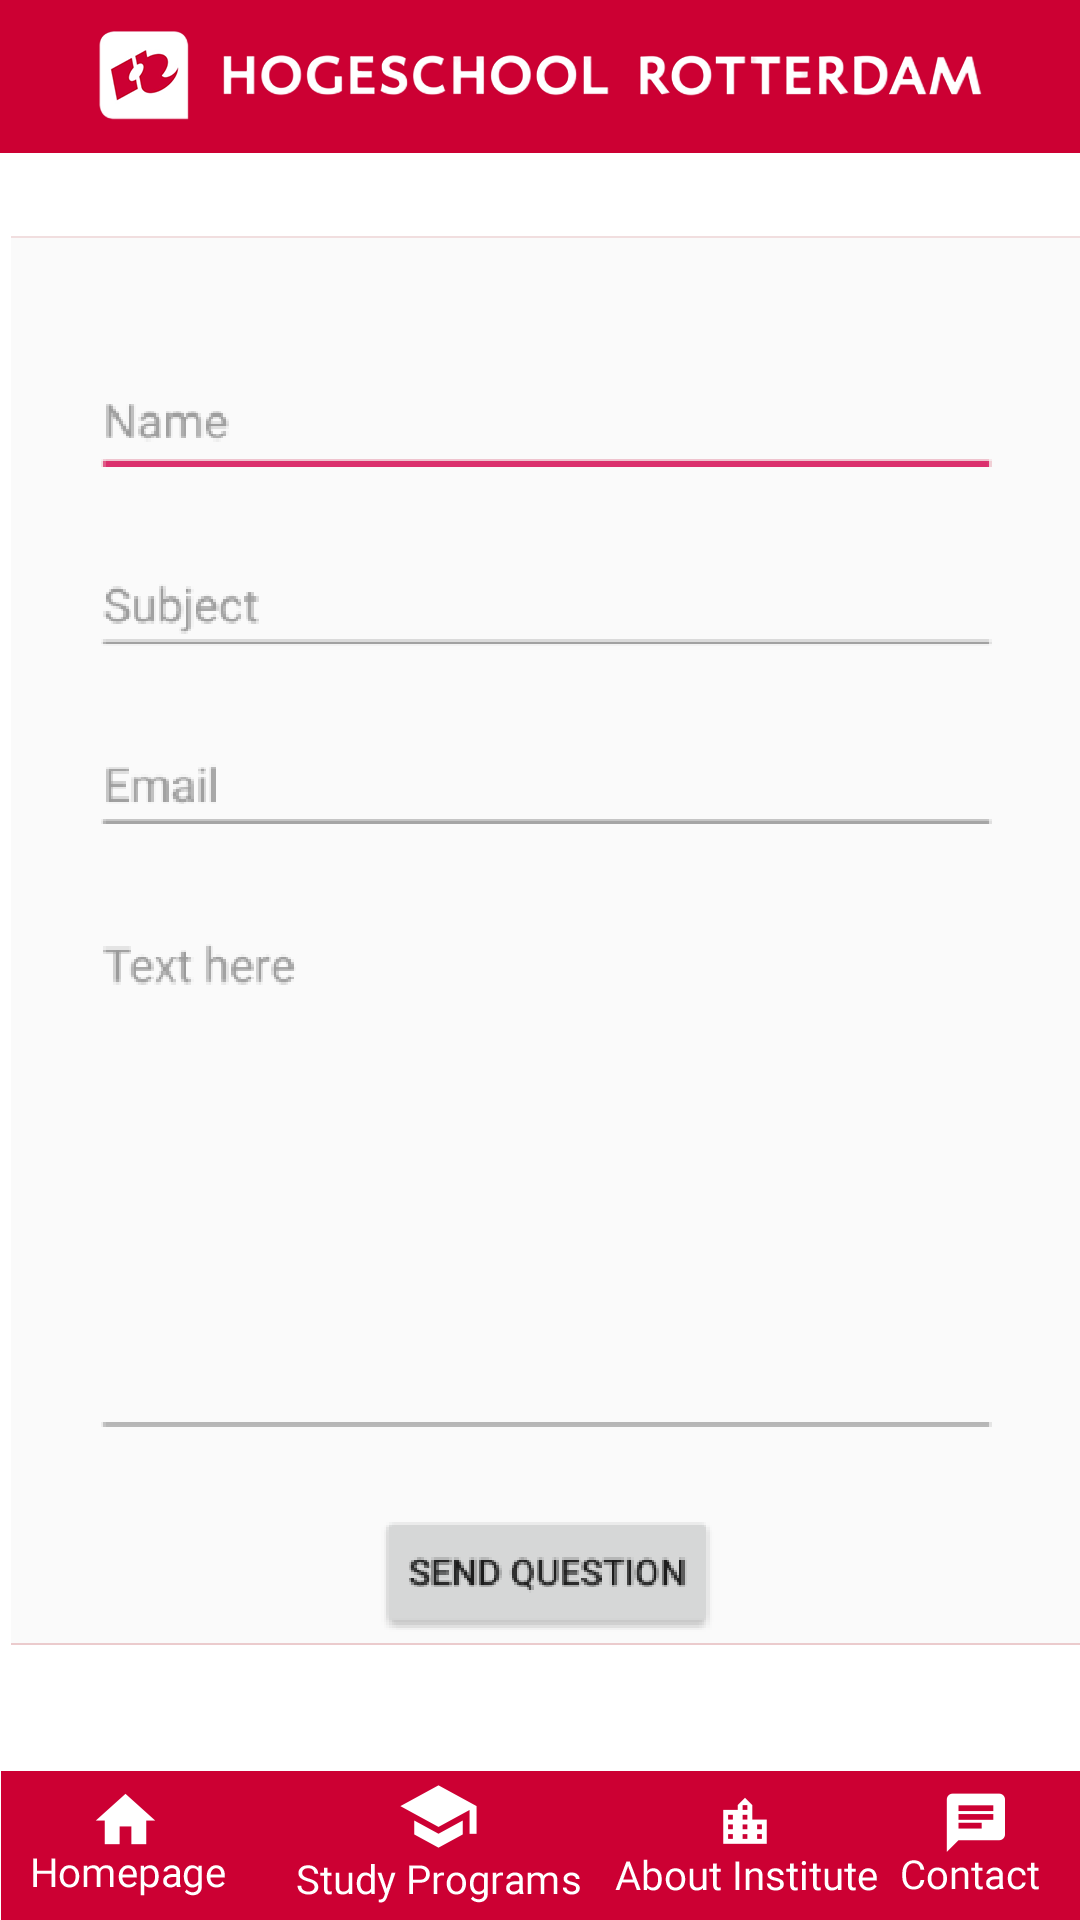 HOGESCHOOL ROTTERDAM
Name
Subject
Email
Text here
SEND QUESTION
Homepage
Study Programs
About Institute
Contact